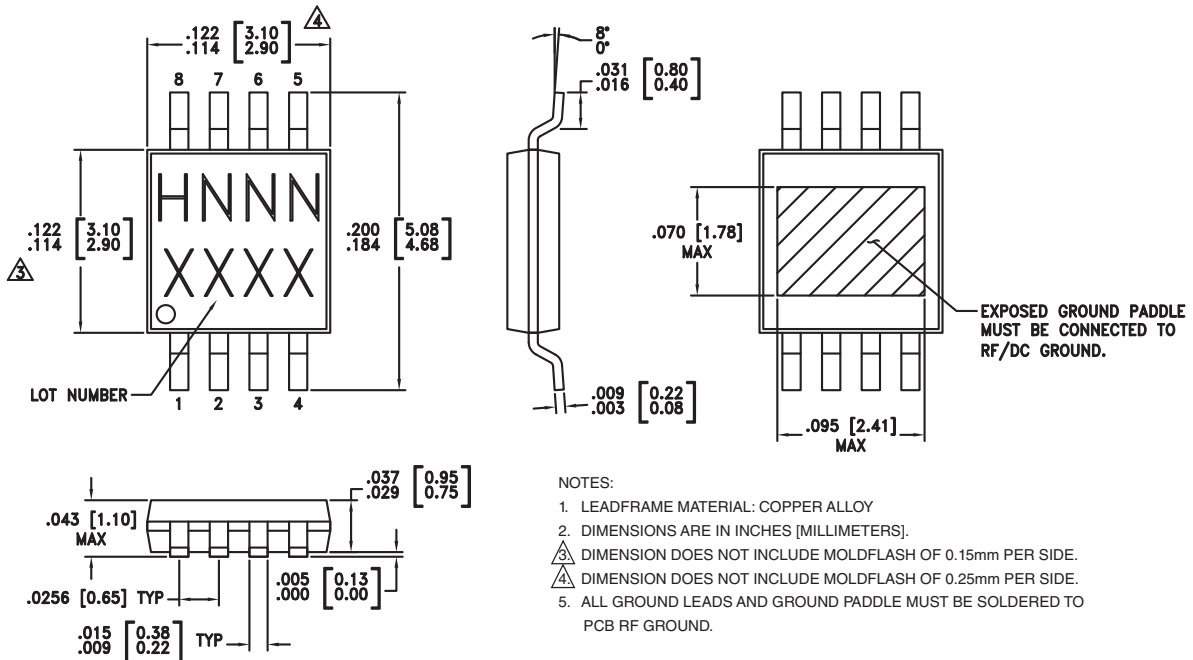 .122 [3.10]
.114 [2.90]
4
8 7 6 5
HNNN
XXXX
.122 [3.10]
.114 [2.90]
3
.200 [5.08]
.184 [4.68]
LOT NUMBER
1 2 3 4
8°
0°
.031 [0.80]
.016 [0.40]
.009 [0.22]
.003 [0.08]
.070 [1.78]
MAX
EXPOSED GROUND PADDLE
MUST BE CONNECTED TO
RF/DC GROUND.
.095 [2.41]
MAX
.037 [0.95]
.029 [0.75]
.043 [1.10]
MAX
.005 [0.13]
.000 [0.00]
.0256 [0.65] TYP
.015 [0.38]
.009 [0.22]
TYP
NOTES:
1. LEADFRAME MATERIAL: COPPER ALLOY
2. DIMENSIONS ARE IN INCHES [MILLIMETERS].
3. DIMENSION DOES NOT INCLUDE MOLDFLASH OF 0.15mm PER SIDE.
4. DIMENSION DOES NOT INCLUDE MOLDFLASH OF 0.25mm PER SIDE.
5. ALL GROUND LEADS AND GROUND PADDLE MUST BE SOLDERED TO
PCB RF GROUND.